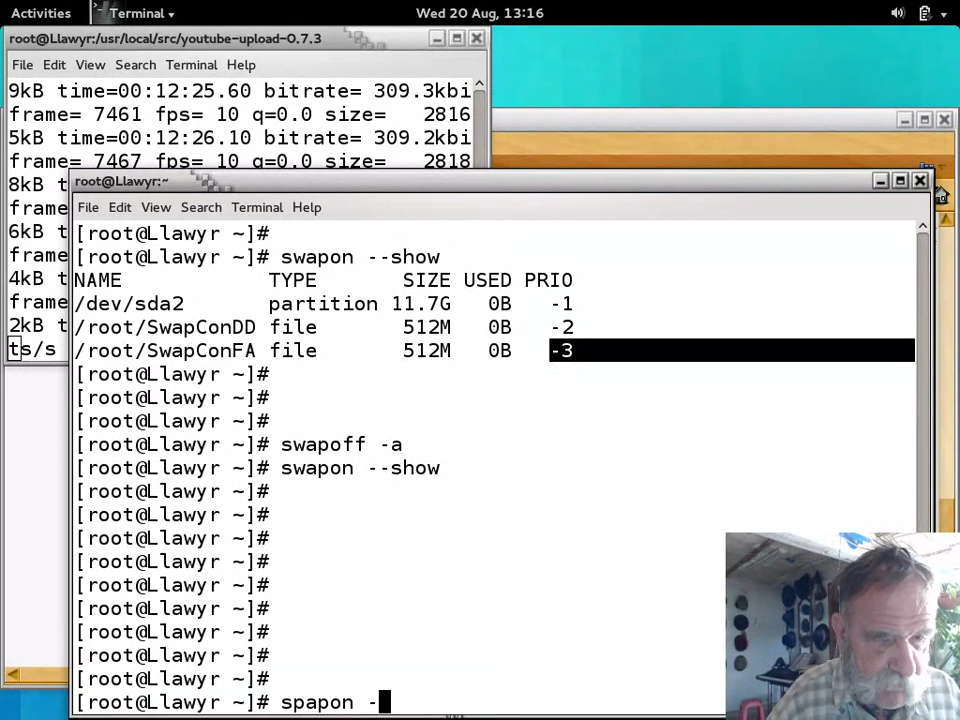 Activities Terminal Wed 20 Aug, 13:16
root@Llawyr:/usr/local/src/youtube-upload-0.7.3
File Edit View Search Terminal Help
9kB time=00:12:25.60 bitrate= 309.3kbi
frame= 7461 fps= 10 q=0.0 size= 2816
5kB time=00:12:26.10 bitrate= 309.2kbi
frame= 7467 fps= 10 q=0.0 size= 2818
8kB t
frame
6kB t
frame
4kB t
frame
2kB t
ts/s
root@Llawyr:~
File Edit View Search Terminal Help
[root@Llawyr ~]#
[root@Llawyr ~]# swapon --show
NAME TYPE SIZE USED PRIO
/dev/sda2 partition 11.7G 0B -1
/root/SwapConDD file 512M 0B -2
/root/SwapConFA file 512M 0B -3
[root@Llawyr ~]#
[root@Llawyr ~]#
[root@Llawyr ~]#
[root@Llawyr ~]# swapoff -a
[root@Llawyr ~]# swapon --show
[root@Llawyr ~]#
[root@Llawyr ~]#
[root@Llawyr ~]#
[root@Llawyr ~]#
[root@Llawyr ~]#
[root@Llawyr ~]#
[root@Llawyr ~]#
[root@Llawyr ~]#
[root@Llawyr ~]#
[root@Llawyr ~]# spapon -